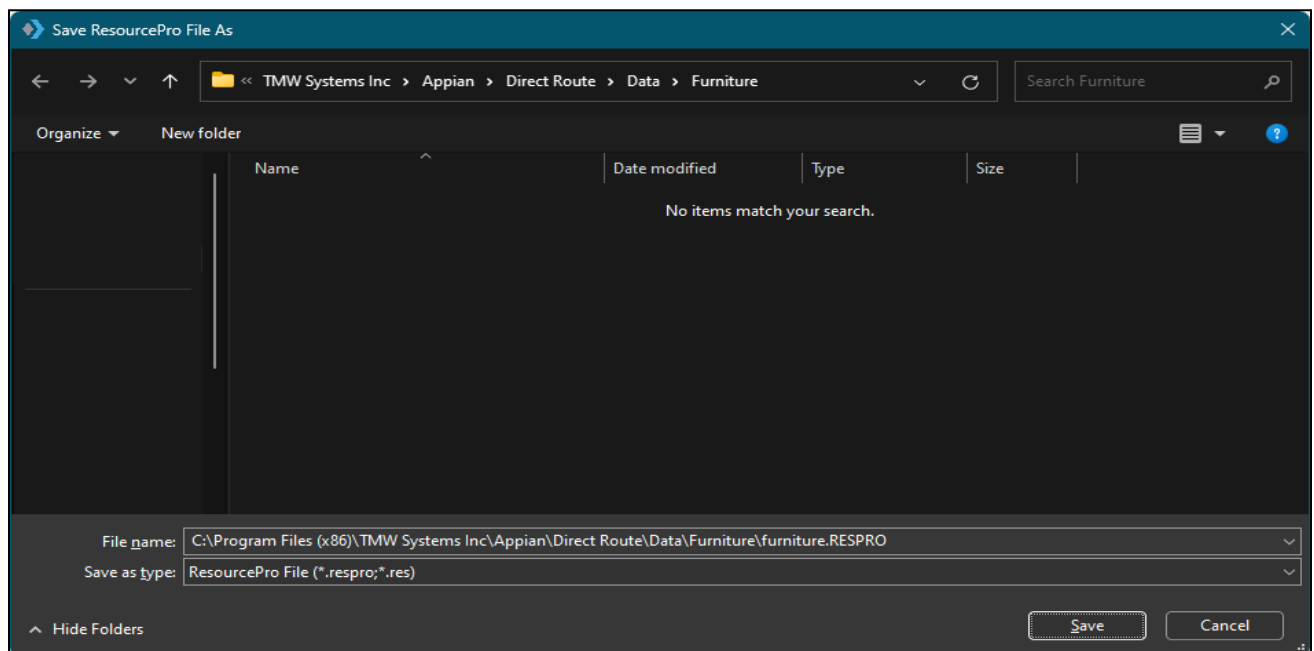 Save ResourcePro File As
« TMW Systems Inc > Appian > Direct Route > Data > Furniture
Search Furniture
Organize
New folder
?
Name
Date modified
Type
Size
No items match your search.
File name: C:\Program Files (x86)\TMW Systems Inc\Appian\Direct Route\Data\Furniture\furniture.RESPRO
Save as type: ResourcePro File (*.respro;*.res)
Hide Folders
Save
Cancel